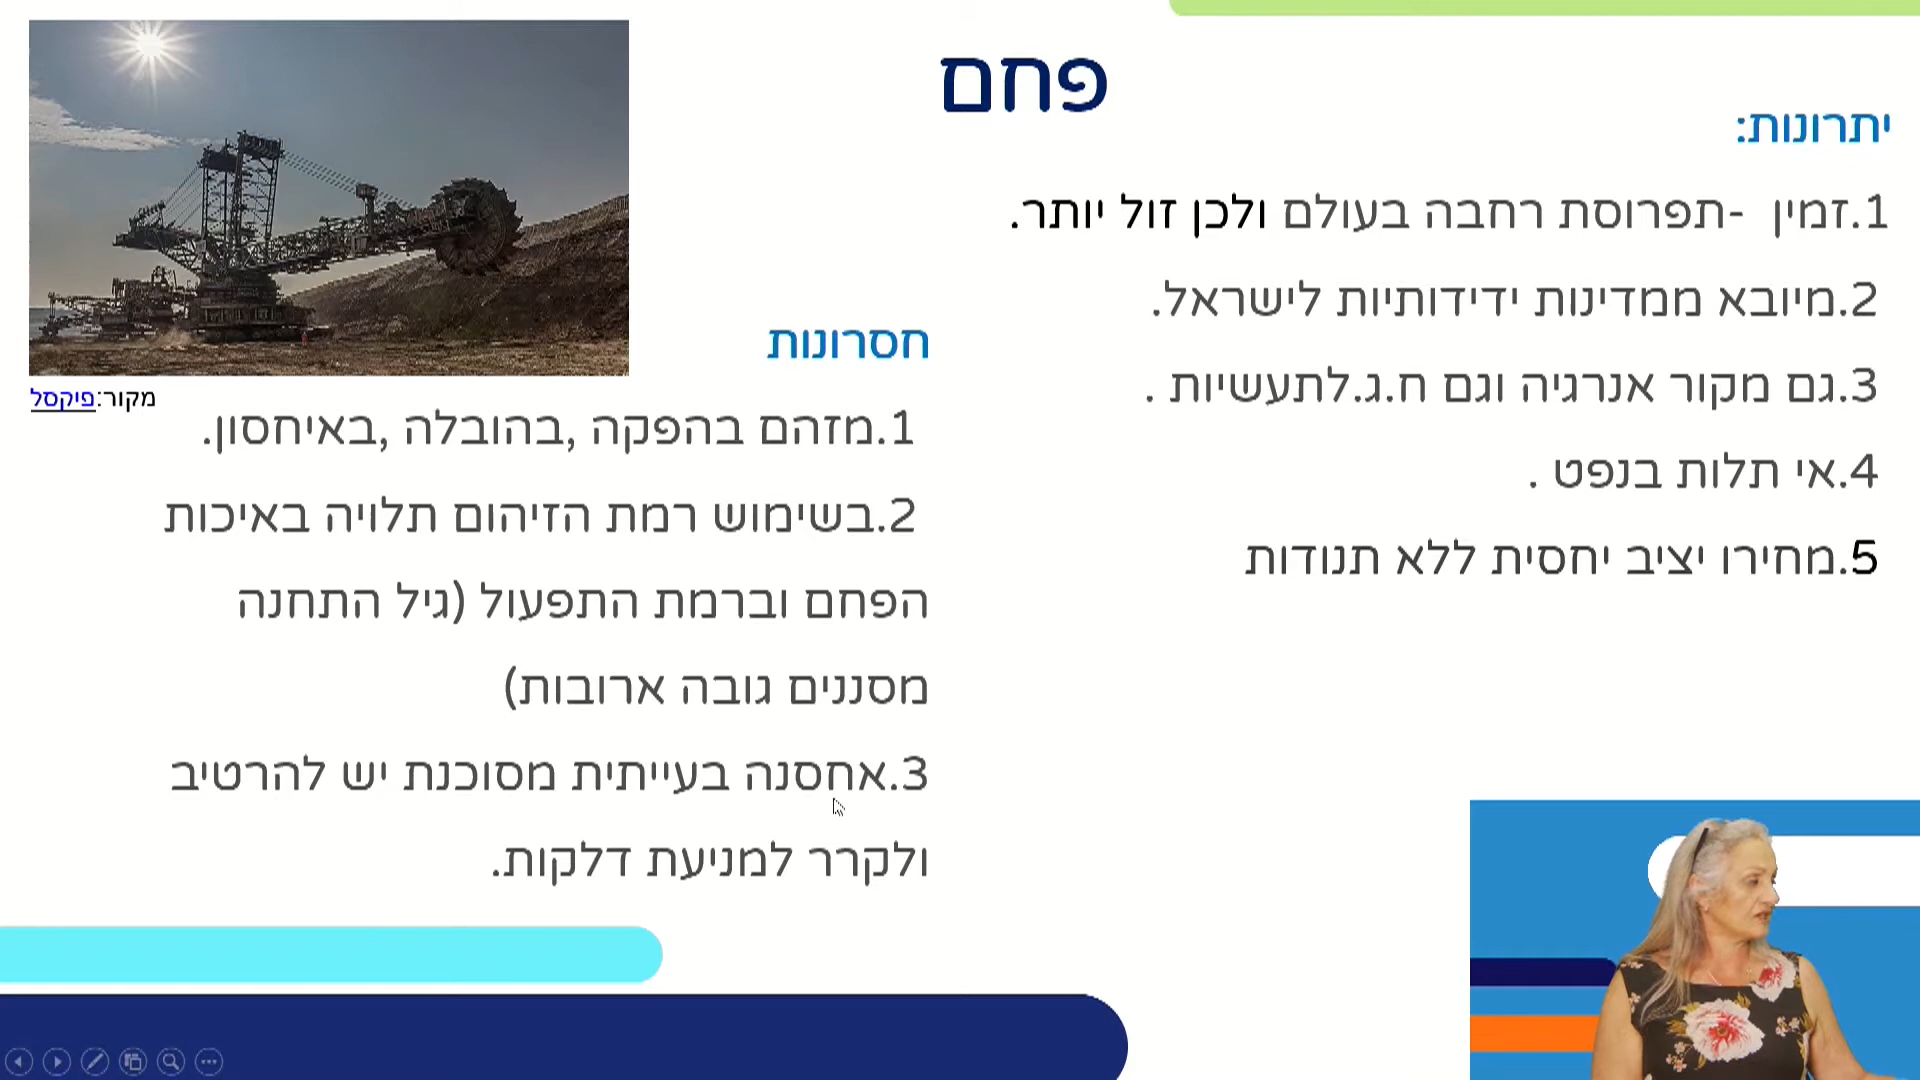 פחם
יתרונות:
1.זמין -תפרוסת רחבה בעולם ולכן זול יותר.
2.מיובא ממדינות ידידותיות לישראל.
3.גם מקור אנרגיה וגם ח.ג.לתעשיות .
4.אי תלות בנפט .
5.מחירו יציב יחסית ללא תנודות
מקור:פיקסל
חסרונות
1.מזהם בהפקה ,בהובלה ,באיחסון.
2.בשימוש רמת הזיהום תלויה באיכות
הפחם וברמת התפעול (גיל התחנה
מסננים גובה ארובות)
3.אחסנה בעייתית מסוכנת יש להרטיב
ולקרר למניעת דלקות.